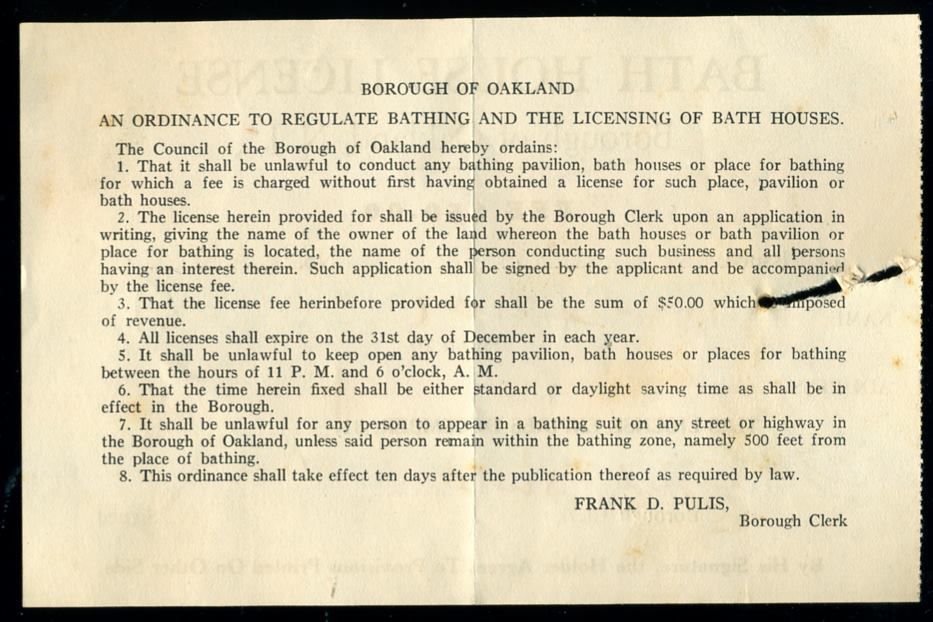 BOROUGH OF OAKLAND
AN ORDINANCE TO REGULATE BATHING AND THE LICENSING OF BATH HOUSES.
The Council of the Borough of Oakland hereby ordains:
1. That it shall be unlawful to conduct any bathing pavilion, bath houses or place for bathing
for which a fee is charged without first having obtained a license for such place, pavilion or
bath houses.
2. The license herein provided for shall be issued by the Borough Clerk upon an application in
writing, giving the name of the owner of the land whereon the bath houses or bath pavilion or
place for bathing is located, the name of the person conducting such business and all persons
having an interest therein. Such application shall be signed by the applicant and be accompanied
by the license fee.
3. That the license fee herinbefore provided for shall be the sum of $50.00 which imposed
of revenue.
4. All licenses shall expire on the 31st day of December in each year.
5. It shall be unlawful to keep open any bathing pavilion, bath houses or places for bathing
between the hours of 11 P. M. and 6 o'clock, A. M.
6. That the time herein fixed shall be either standard or daylight saving time as shall be in
effect in the Borough.
7. It shall be unlawful for any person to appear in a bathing suit on any street or highway in
the Borough of Oakland, unless said person remain within the bathing zone, namely 500 feet from
the place of bathing.
8. This ordinance shall take effect ten days after the publication thereof as required by law.
FRANK D. PULIS,
Borough Clerk